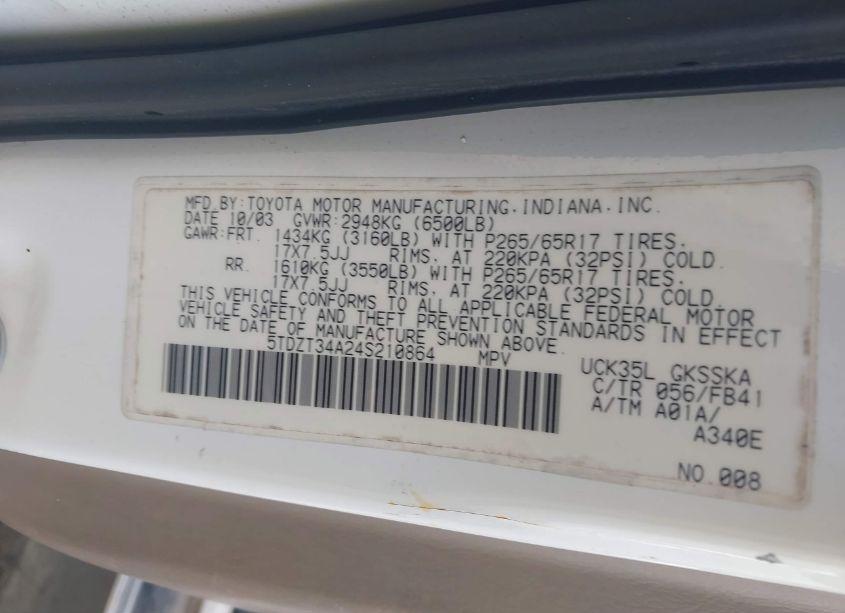 MFD.BY:TOYOTA MOTOR MANUFACTURING.INDIANA.INC.
DATE 10/03 GVWR:2948KG (6500LB)
GAWR:FRT. 1434KG (3160LB) WITH P265/65R17 TIRES.
17X7.5JJ RIMS. AT 220KPA (32PSI) COLD.
RR. 1610KG (3550LB) WITH P265/65R17 TIRES.
17X7.5JJ RIMS. AT 220KPA (32PSI) COLD.
THIS VEHICLE CONFORMS TO ALL APPLICABLE FEDERAL MOTOR
VEHICLE SAFETY AND THEFT PREVENTION STANDARDS IN EFFECT
ON THE DATE OF MANUFACTURE SHOWN ABOVE.
5TDZT34A24S210864 MPV
UCK35L GKSSKA
C/TR 056/FB41
A/TM A01A/
A340E
NO.008